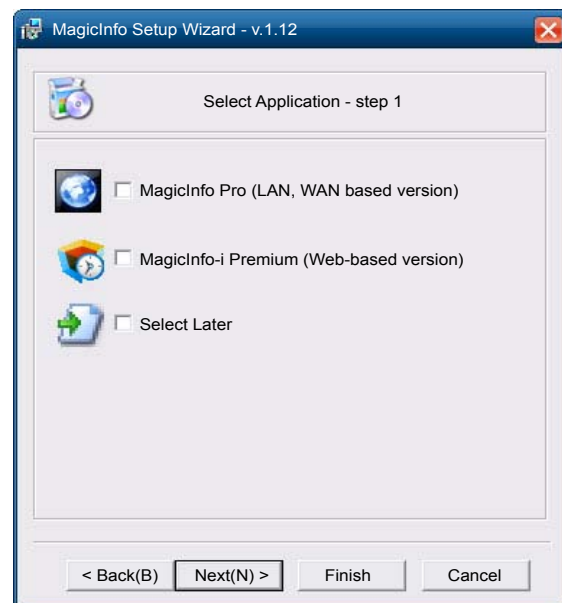 MagicInfo Setup Wizard - v.1.12
Select Application - step 1
MagicInfo Pro (LAN, WAN based version)
MagicInfo-i Premium (Web-based version)
Select Later
< Back(B) Next(N) > Finish Cancel